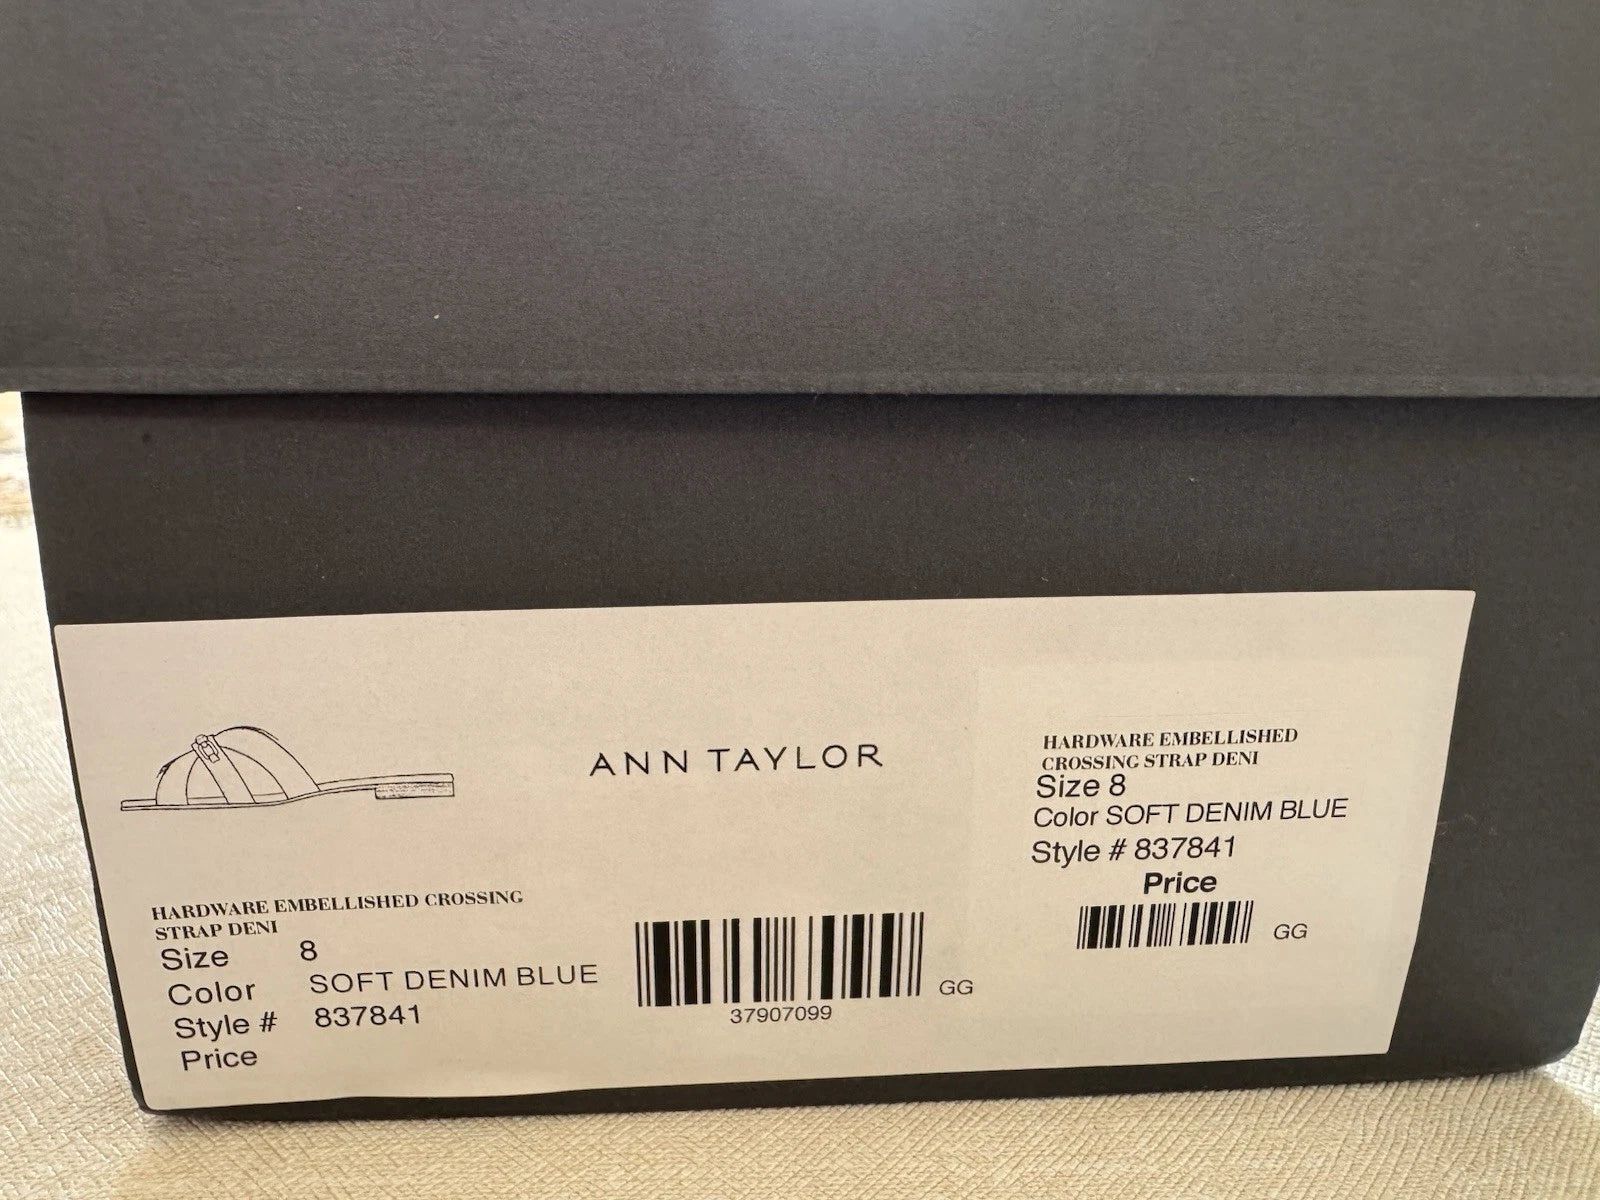 ANN TAYLOR
HARDWARE EMBELLISHED CROSSING
STRAP DENI
Size 8
Color SOFT DENIM BLUE
Style # 837841
Price
37907099
GG
HARDWARE EMBELLISHED
CROSSING STRAP DENI
Size 8
Color SOFT DENIM BLUE
Style # 837841
Price
GG